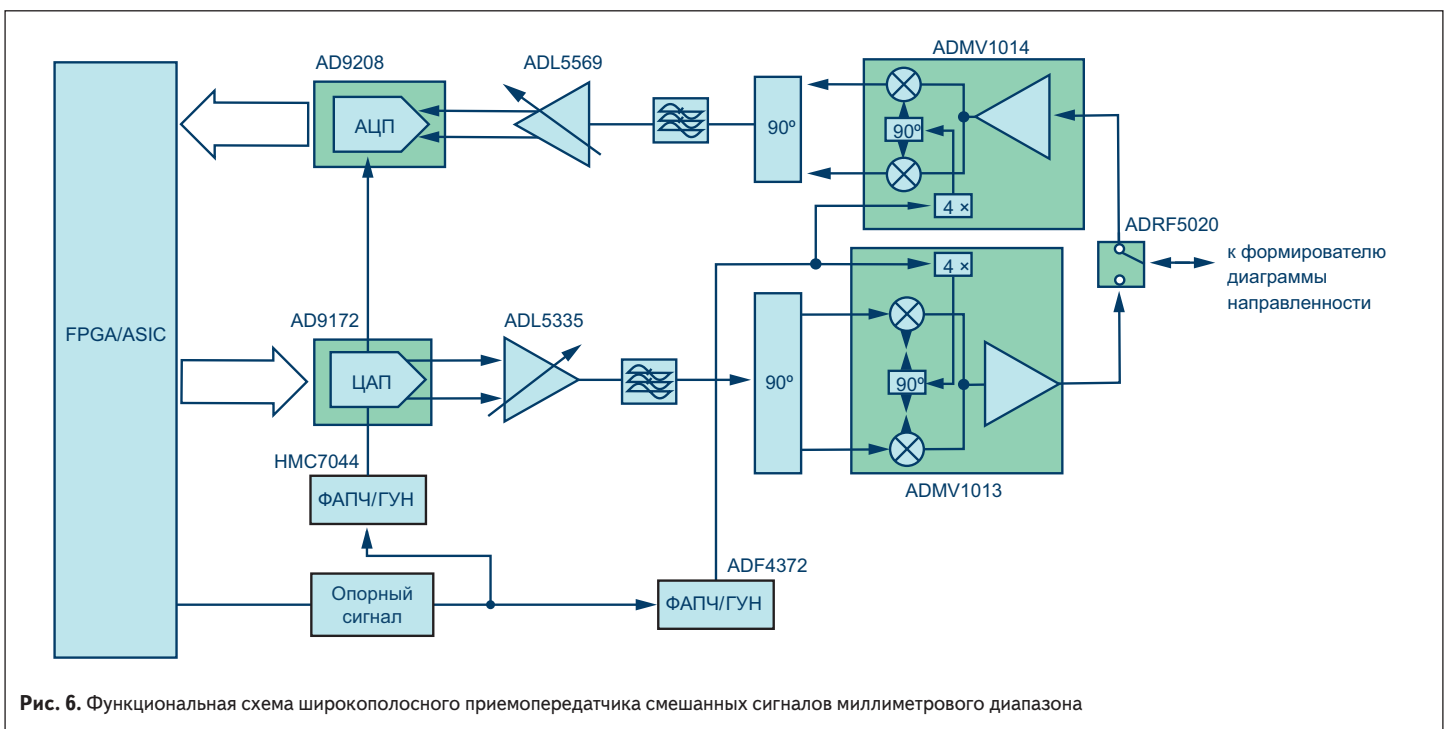 ADMV1014
AD9208
ADL5569
АЦП
90º
90º
4 ×
ADRF5020
к формирователю
диаграммы
направленности
4 ×
FPGA/ASIC
AD9172
ADL5335
ЦАП
90º
90º
HMC7044
ADMV1013
ФАПЧ/ГУН
ADF4372
Опорный
сигнал
ФАПЧ/ГУН
Рис. 6. Функциональная схема широкополосного приемопередатчика смешанных сигналов миллиметрового диапазона